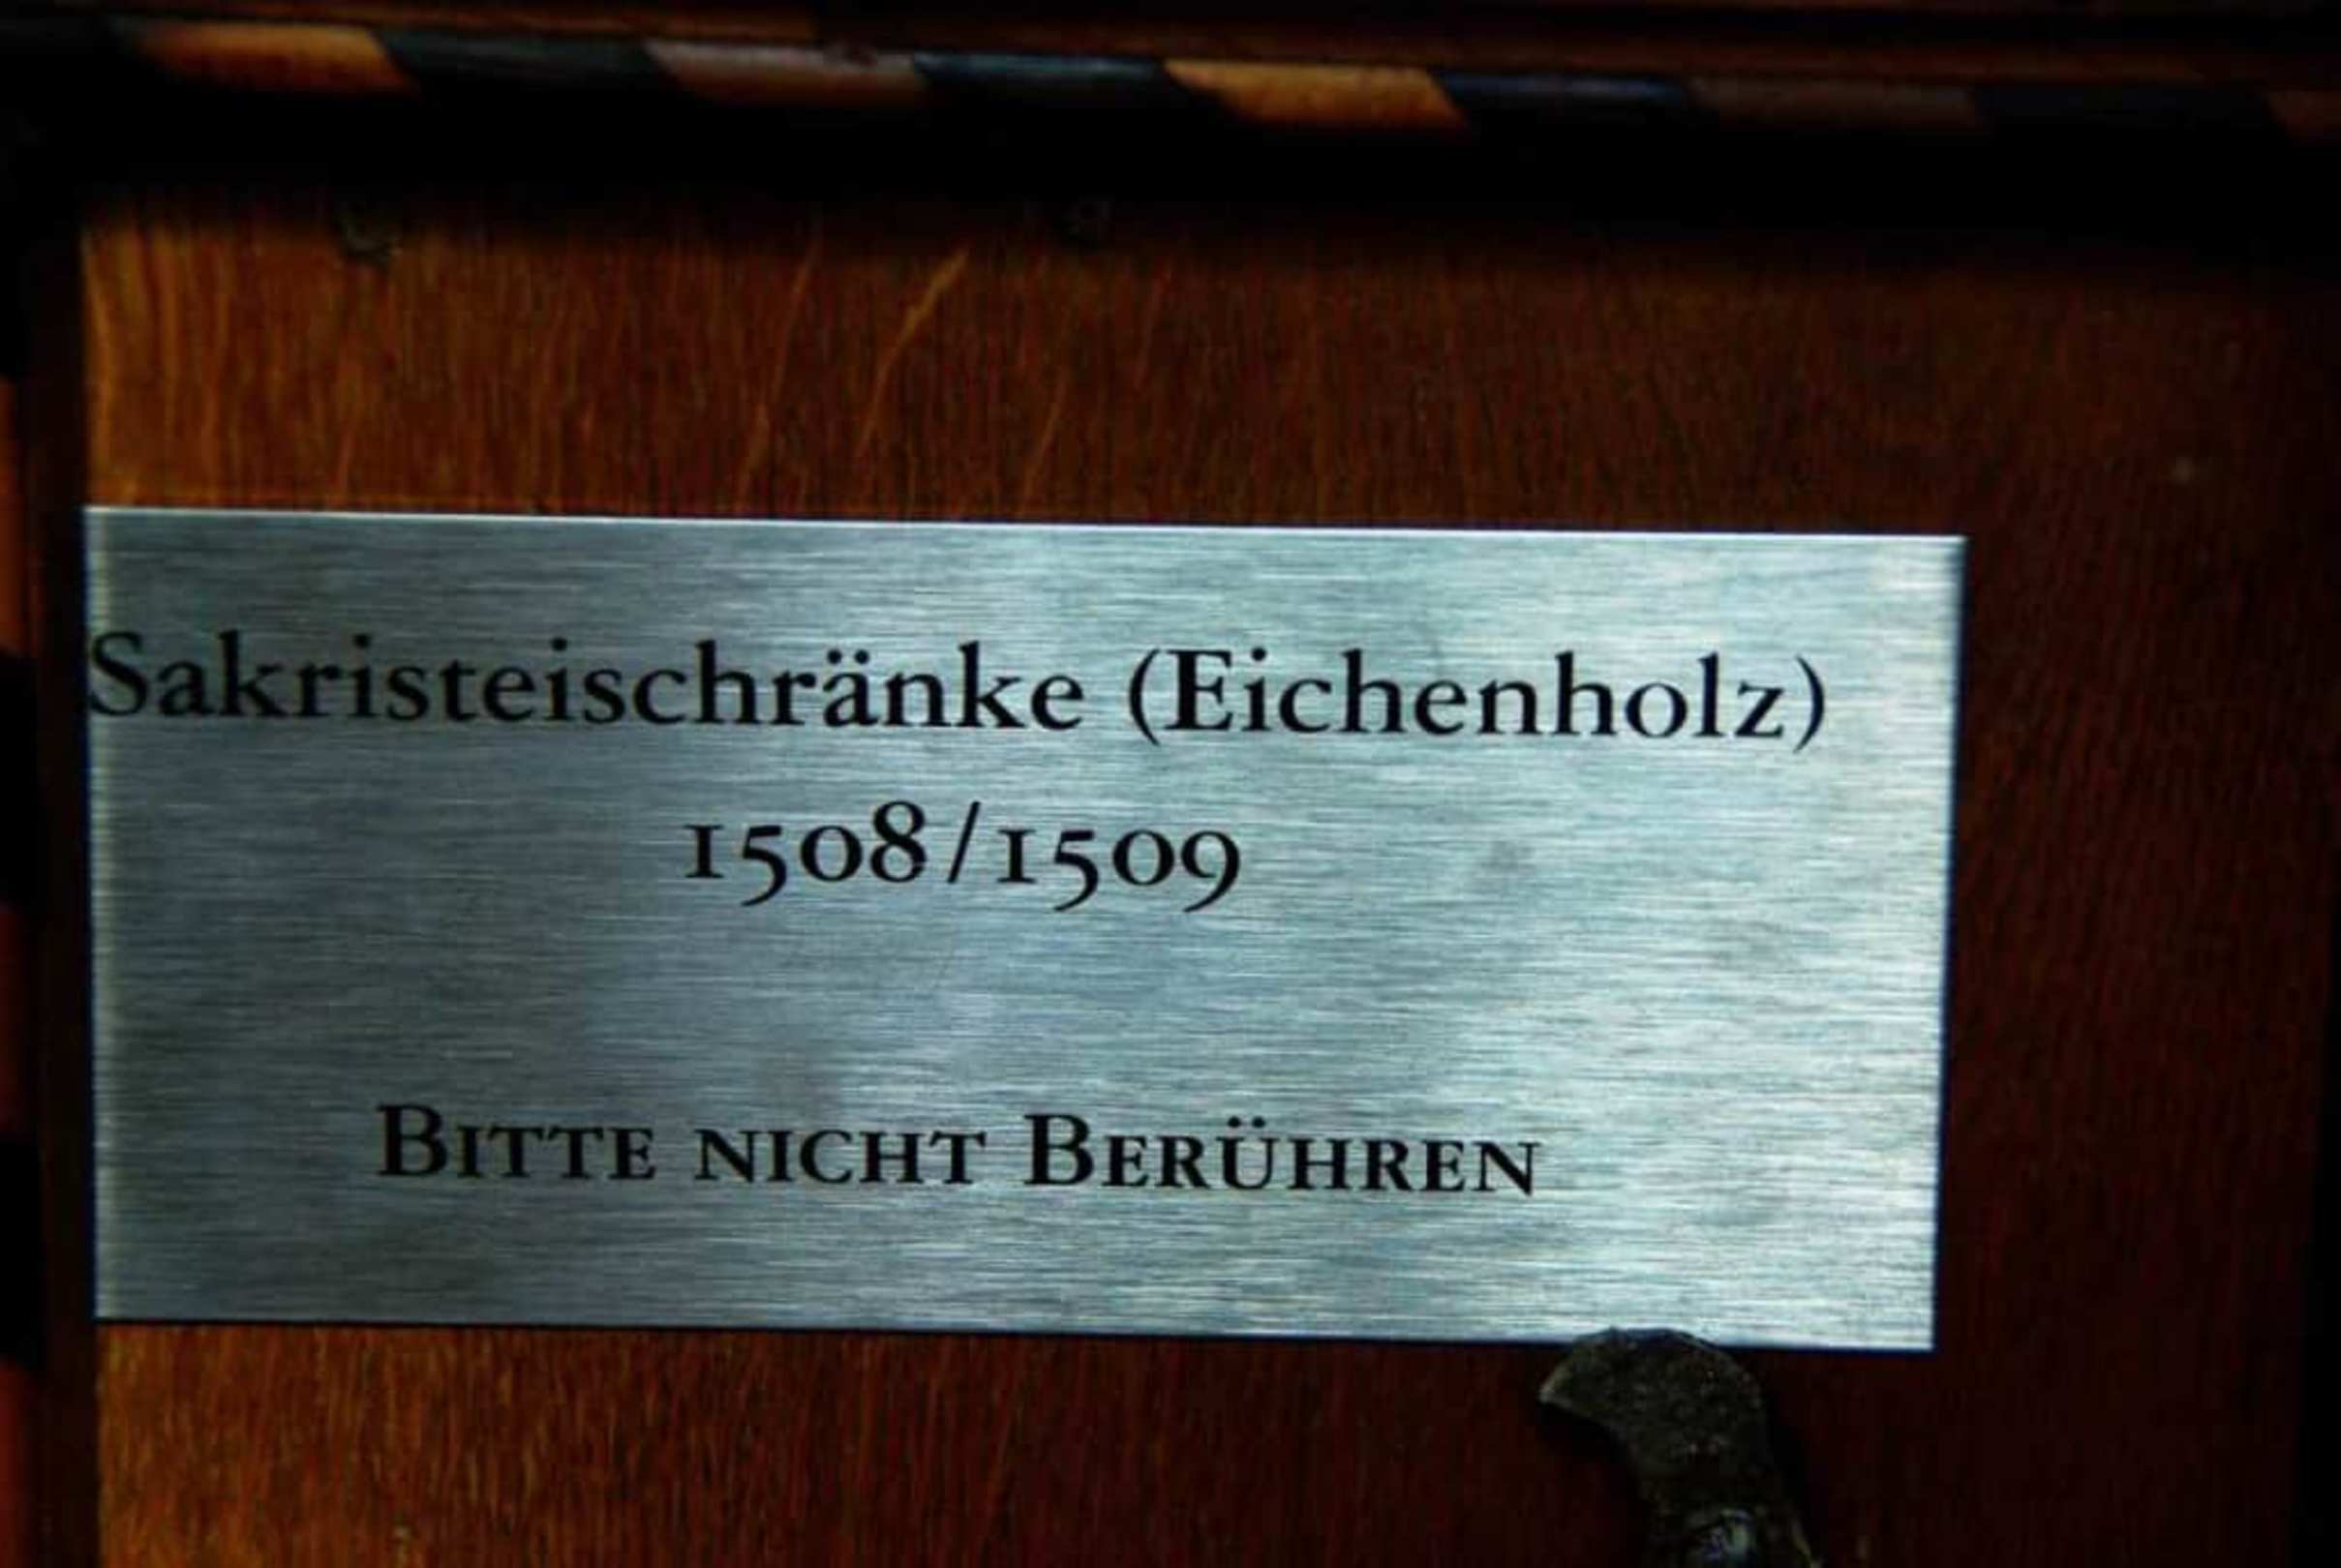 Sakristeischränke (Eichenholz)
1508/1509
Bitte nicht Berühren